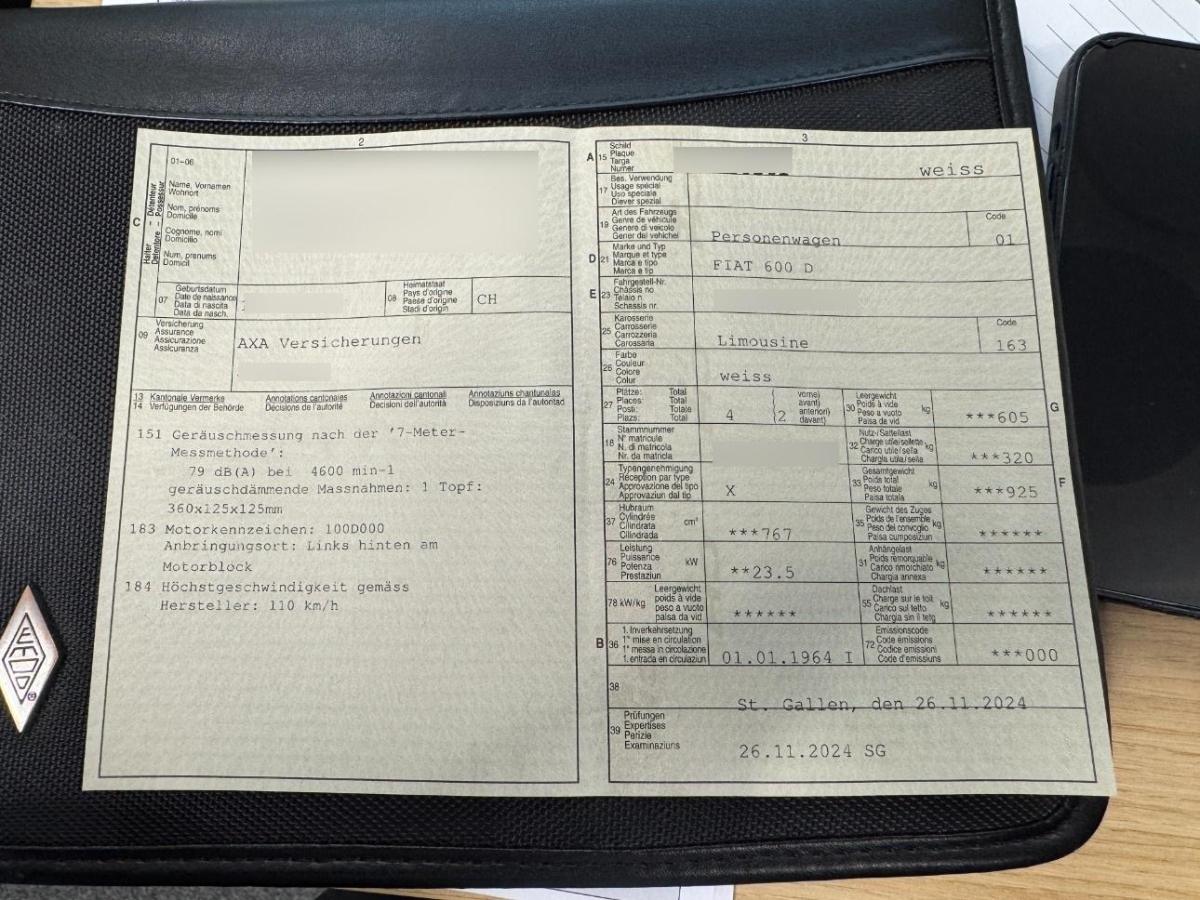 2
01-06
C
Halter - Détenteur
Detentore - Possessur
Name, Vornamen
Wohnort
Nom, prénoms
Domicile
Cognome, nomi
Domicilio
Num, prenums
Domicil
07
Geburtsdatum
Date de naissance
Data di nascita
Data da nasch.
08
Heimatstaat
Pays d'origine
Paese d'origine
Stadi d'origin
CH
09
Versicherung
Assurance
Assicurazione
Assicuranza
AXA Versicherungen
13 Kantonale Vermerke Annotations cantonales Annotazioni cantonali Annotaziuns chantunalas
14 Verfügungen der Behörde Décisions de l'autorité Decisioni dell'autorità Disposiziuns da l'autoritad
151 Geräuschmessung nach der '7-Meter-
Messmethode':
79 dB(A) bei 4600 min-1
geräuschdämmende Massnahmen: 1 Topf:
360x125x125mm
183 Motorkennzeichen: 100D000
Anbringungsort: Links hinten am
Motorblock
184 Höchstgeschwindigkeit gemäss
Hersteller: 110 km/h
3
A 15
Schild
Plaque
Targa
Numer
weiss
17
Bes. Verwendung
Usage spécial
Uso speciale
Diever spezial
19
Art des Fahrzeugs
Genre de véhicule
Genere di veicolo
Gener dal vehichel
Personenwagen
Code
01
D 21
Marke und Typ
Marque et type
Marca e tipo
Marca e tip
FIAT 600 D
E 23
Fahrgestell-Nr.
Châssis no.
Telaio n.
Schassis nr.
25
Karosserie
Carrosserie
Carrozzeria
Carossaria
Limousine
Code
163
26
Farbe
Couleur
Colore
Colur
weiss
27
Plätze: Total
Places: Total
Posti: Totale
Plazs: Total
4
(2
vorne)
avant)
anteriori)
davant)
30
Leergewicht
Poids à vide
Peso a vuoto
Paisa da vid
kg
***605
G
18
Stammnummer
N° matricule
N. di matricola
Nr. da matricla
32
Nutz-/Sattellast
Charge utile/sellette
Carico utile/sella
Chargia utila/sella
kg
***320
24
Typengenehmigung
Réception par type
Approvazione del tipo
Approvaziun dal tip
X
33
Gesamtgewicht
Poids total
Peso totale
Paisa totala
kg
***925
F
37
Hubraum
Cylindrée
Cilindrata
Cilindrada
cm³
***767
35
Gewicht des Zuges
Poids de l'ensemble
Peso del convoglio
Paisa cumposiziun
kg
******
76
Leistung
Puissance
Potenza
Prestaziun
kW
**23.5
31
Anhängelast
Poids remorquable
Carico rimorchiato
Chargia annexa
kg
******
78 kW/kg
Leergewicht
poids à vide
peso a vuoto
paisa da vid
******
55
Dachlast
Charge sur le toit
Carico sul tetto
Chargia sin il tetg
kg
******
B 36
1. Inverkehrsetzung
1re mise en circulation
1a messa in circolazione
1. entrada en circulaziun
01.01.1964 I
72
Emissionscode
Code émissions
Codice emissioni
Code d'emissiuns
***000
38
St. Gallen, den 26.11.2024
39
Prüfungen
Expertises
Perizie
Examinaziuns
26.11.2024 SG